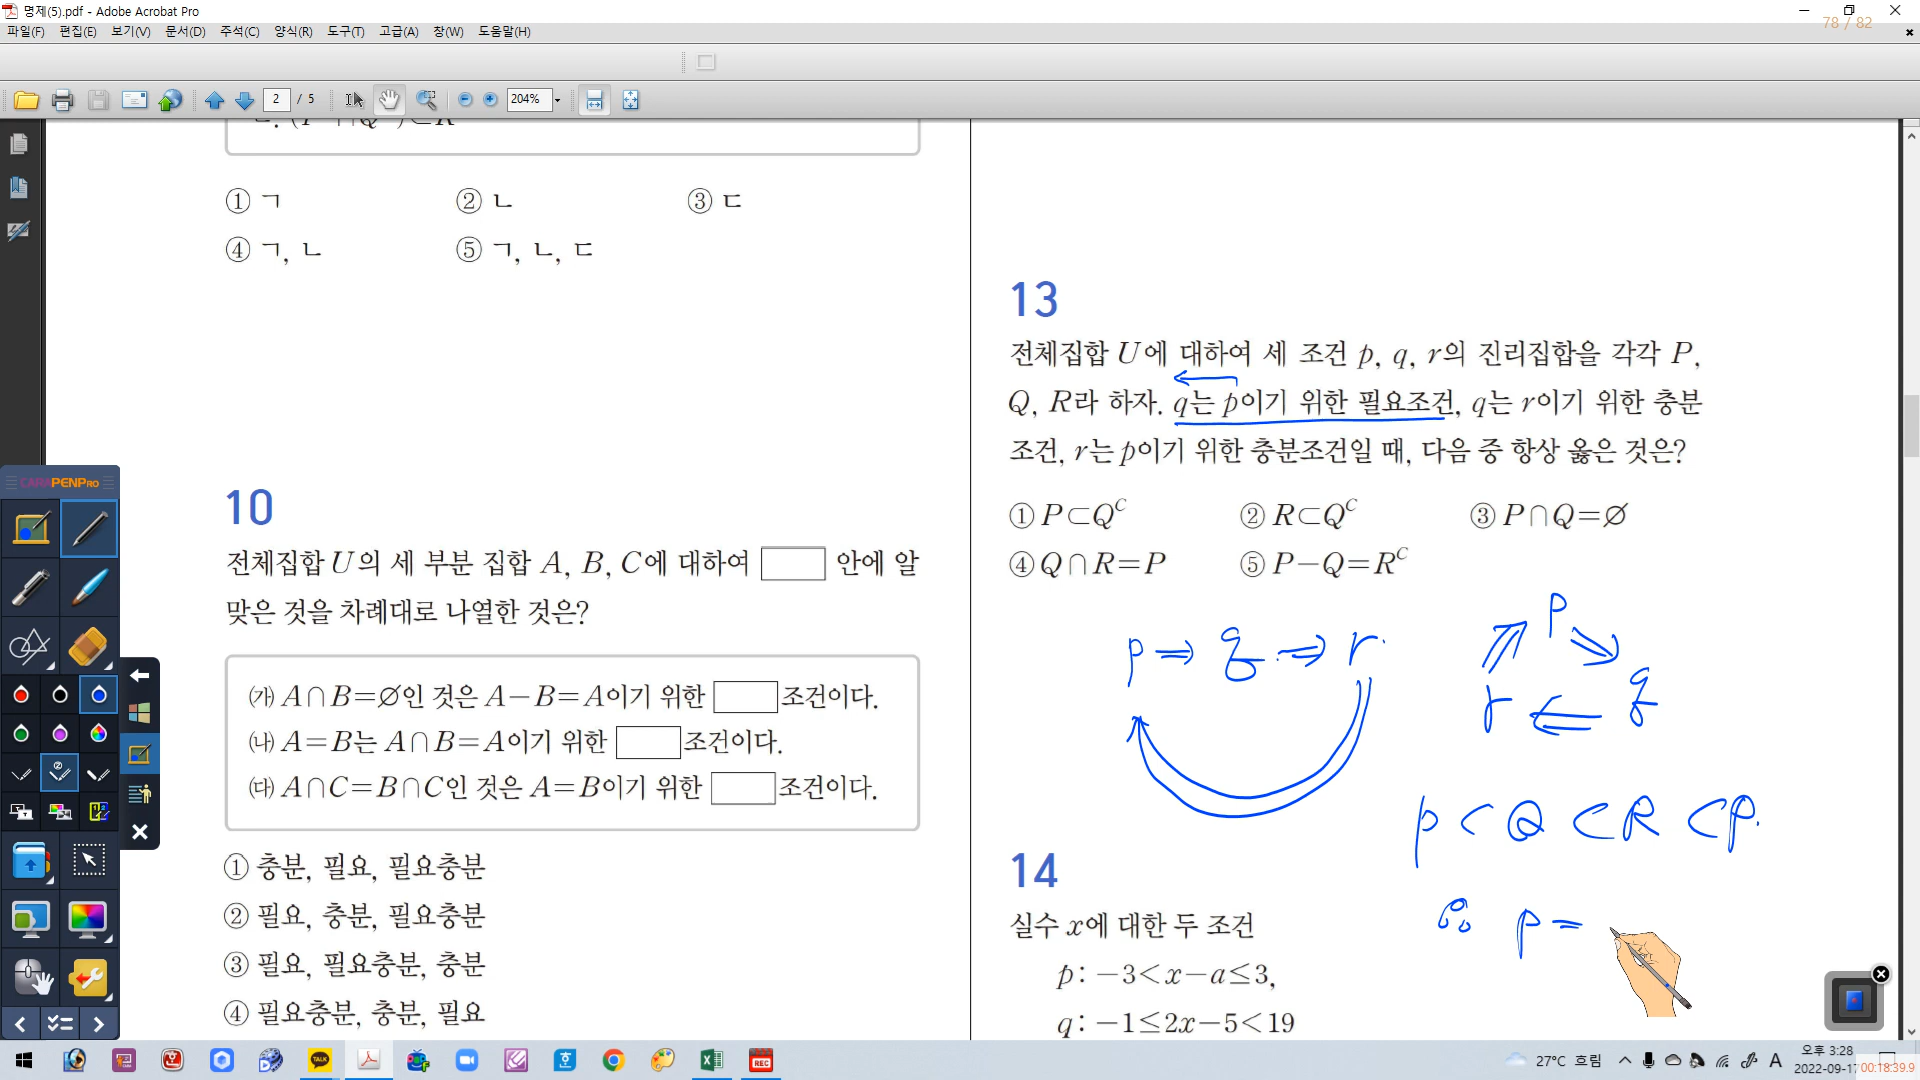 명제(5).pdf - Adobe Acrobat Pro
78 / 82
파일(F) 편집(E) 보기(V) 문서(D) 주석(C) 양식(R) 도구(T) 고급(A) 창(W) 도움말(H)
2 / 5 204%
① ㄱ ② ㄴ ③ ㄷ
④ ㄱ, ㄴ ⑤ ㄱ, ㄴ, ㄷ
10
전체집합 U의 세 부분 집합 A, B, C에 대하여 안에 알
맞은 것을 차례대로 나열한 것은?
㈎ A∩B=∅인 것은 A−B=A이기 위한 조건이다.
㈏ A=B는 A∩B=A이기 위한 조건이다.
㈐ A∩C=B∩C인 것은 A=B이기 위한 조건이다.
① 충분, 필요, 필요충분
② 필요, 충분, 필요충분
③ 필요, 필요충분, 충분
④ 필요충분, 충분, 필요
13
전체집합 U에 대하여 세 조건 p, q, r의 진리집합을 각각 P,
Q, R라 하자. q는 p이기 위한 필요조건, q는 r이기 위한 충분
조건, r는 p이기 위한 충분조건일 때, 다음 중 항상 옳은 것은?
① P⊂Q^C ② R⊂Q^C ③ P∩Q=∅
④ Q∩R=P ⑤ P−Q=R^C
p ⇒ q ⇒ r
p
r q
P ⊂ Q ⊂ R ⊂ P.
∴ P =
14
실수 x에 대한 두 조건
p: −3<x−a≤3,
q: −1≤2x−5<19
CARAPENPRO
TALK
REC
27°C 흐림 A 오후 3:28
2022-09-17
00:18:39.9